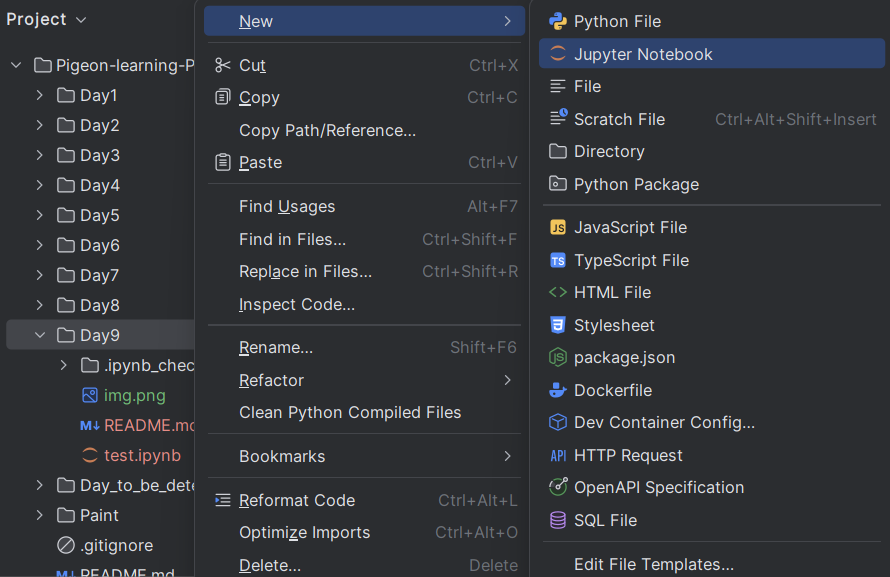 Project
Pigeon-learning-P
Day1
Day2
Day3
Day4
Day5
Day6
Day7
Day8
Day9
.ipynb_chec
img.png
M↓ README.md
test.ipynb
Day_to_be_dete
Paint
.gitignore
M↓ README.md
New
Cut Ctrl+X
Copy Ctrl+C
Copy Path/Reference...
Paste Ctrl+V
Find Usages Alt+F7
Find in Files... Ctrl+Shift+F
Replace in Files... Ctrl+Shift+R
Inspect Code...
Rename... Shift+F6
Refactor
Clean Python Compiled Files
Bookmarks
Reformat Code Ctrl+Alt+L
Optimize Imports Ctrl+Alt+O
Delete... Delete
Python File
Jupyter Notebook
File
Scratch File Ctrl+Alt+Shift+Insert
Directory
Python Package
JS JavaScript File
TS TypeScript File
HTML File
Stylesheet
package.json
Dockerfile
Dev Container Config...
API HTTP Request
OpenAPI Specification
SQL File
Edit File Templates...